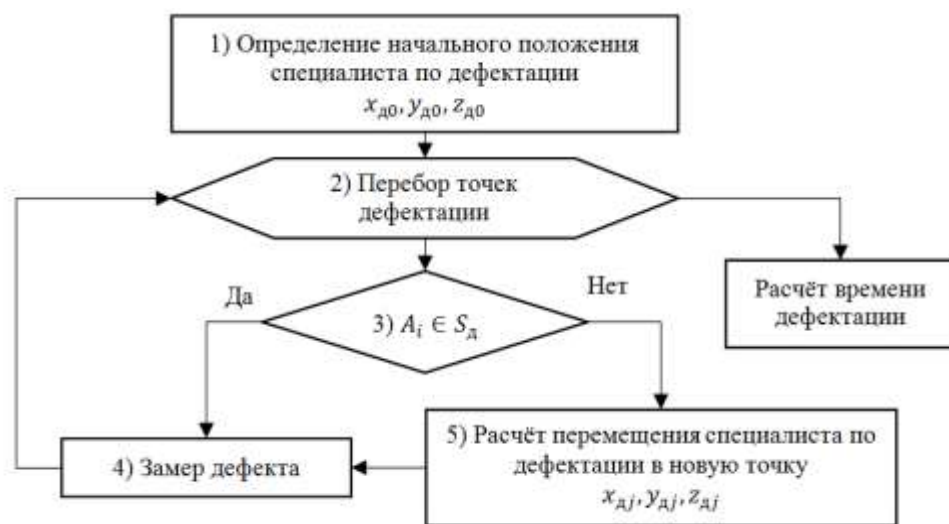 1) Определение начального положения
специалиста по дефектации
x_д0, y_д0, z_д0
2) Перебор точек
дефектации
Да
Нет
3) A_i ∈ S_д
Расчёт времени
дефектации
4) Замер дефекта
5) Расчёт перемещения специалиста по
дефектации в новую точку
x_дj, y_дj, z_дj